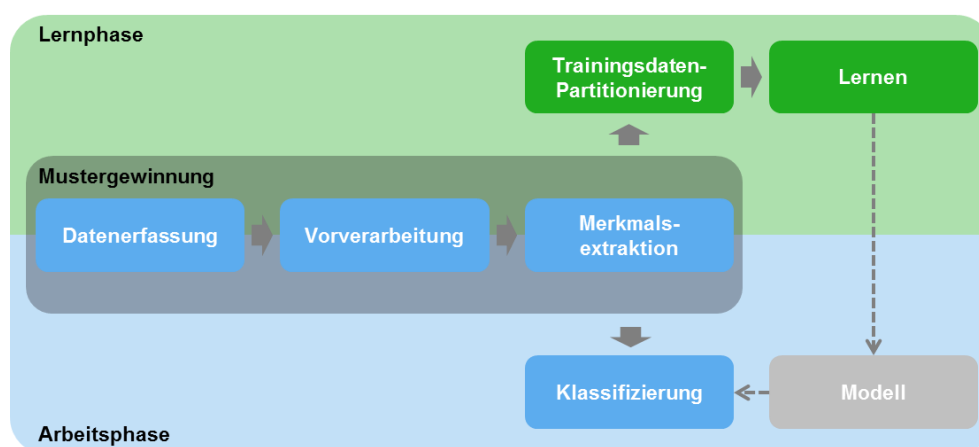 Lernphase
Trainingsdaten-
Partitionierung
Lernen
Mustergewinnung
Datenerfassung
Vorverarbeitung
Merkmals-
extraktion
Klassifizierung
Modell
Arbeitsphase